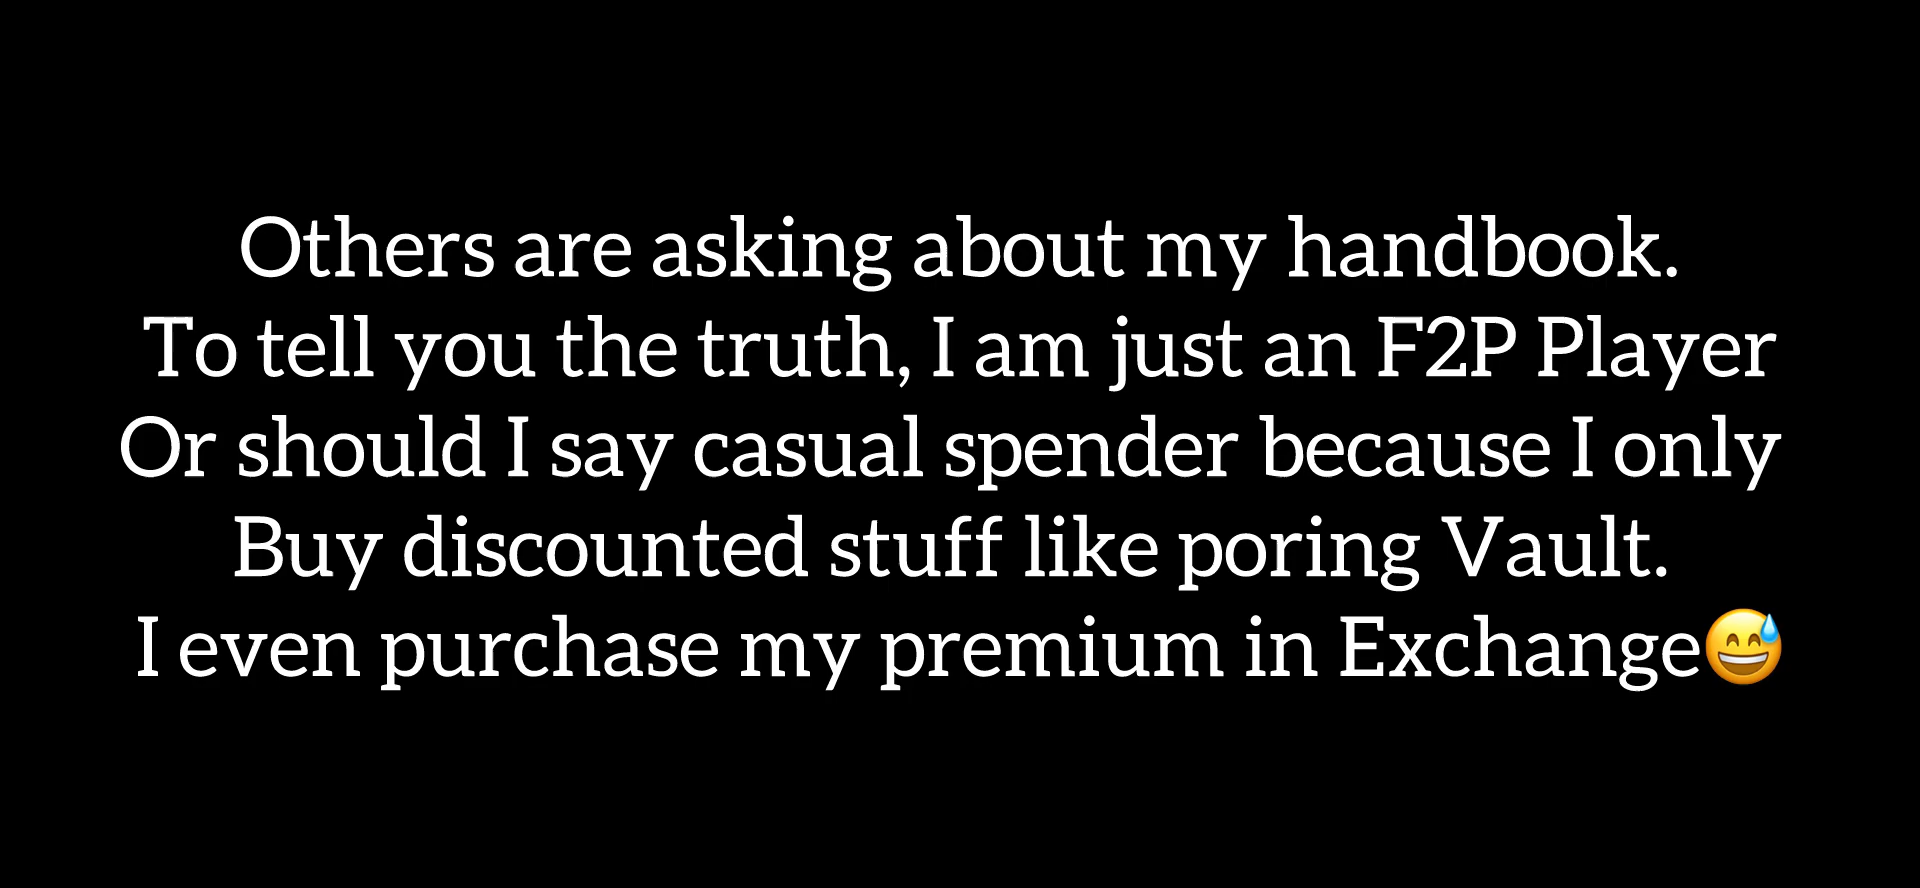 Others are asking about my handbook.
To tell you the truth, I am just an F2P Player
Or should I say casual spender because I only
Buy discounted stuff like poring Vault.
I even purchase my premium in Exchange😅